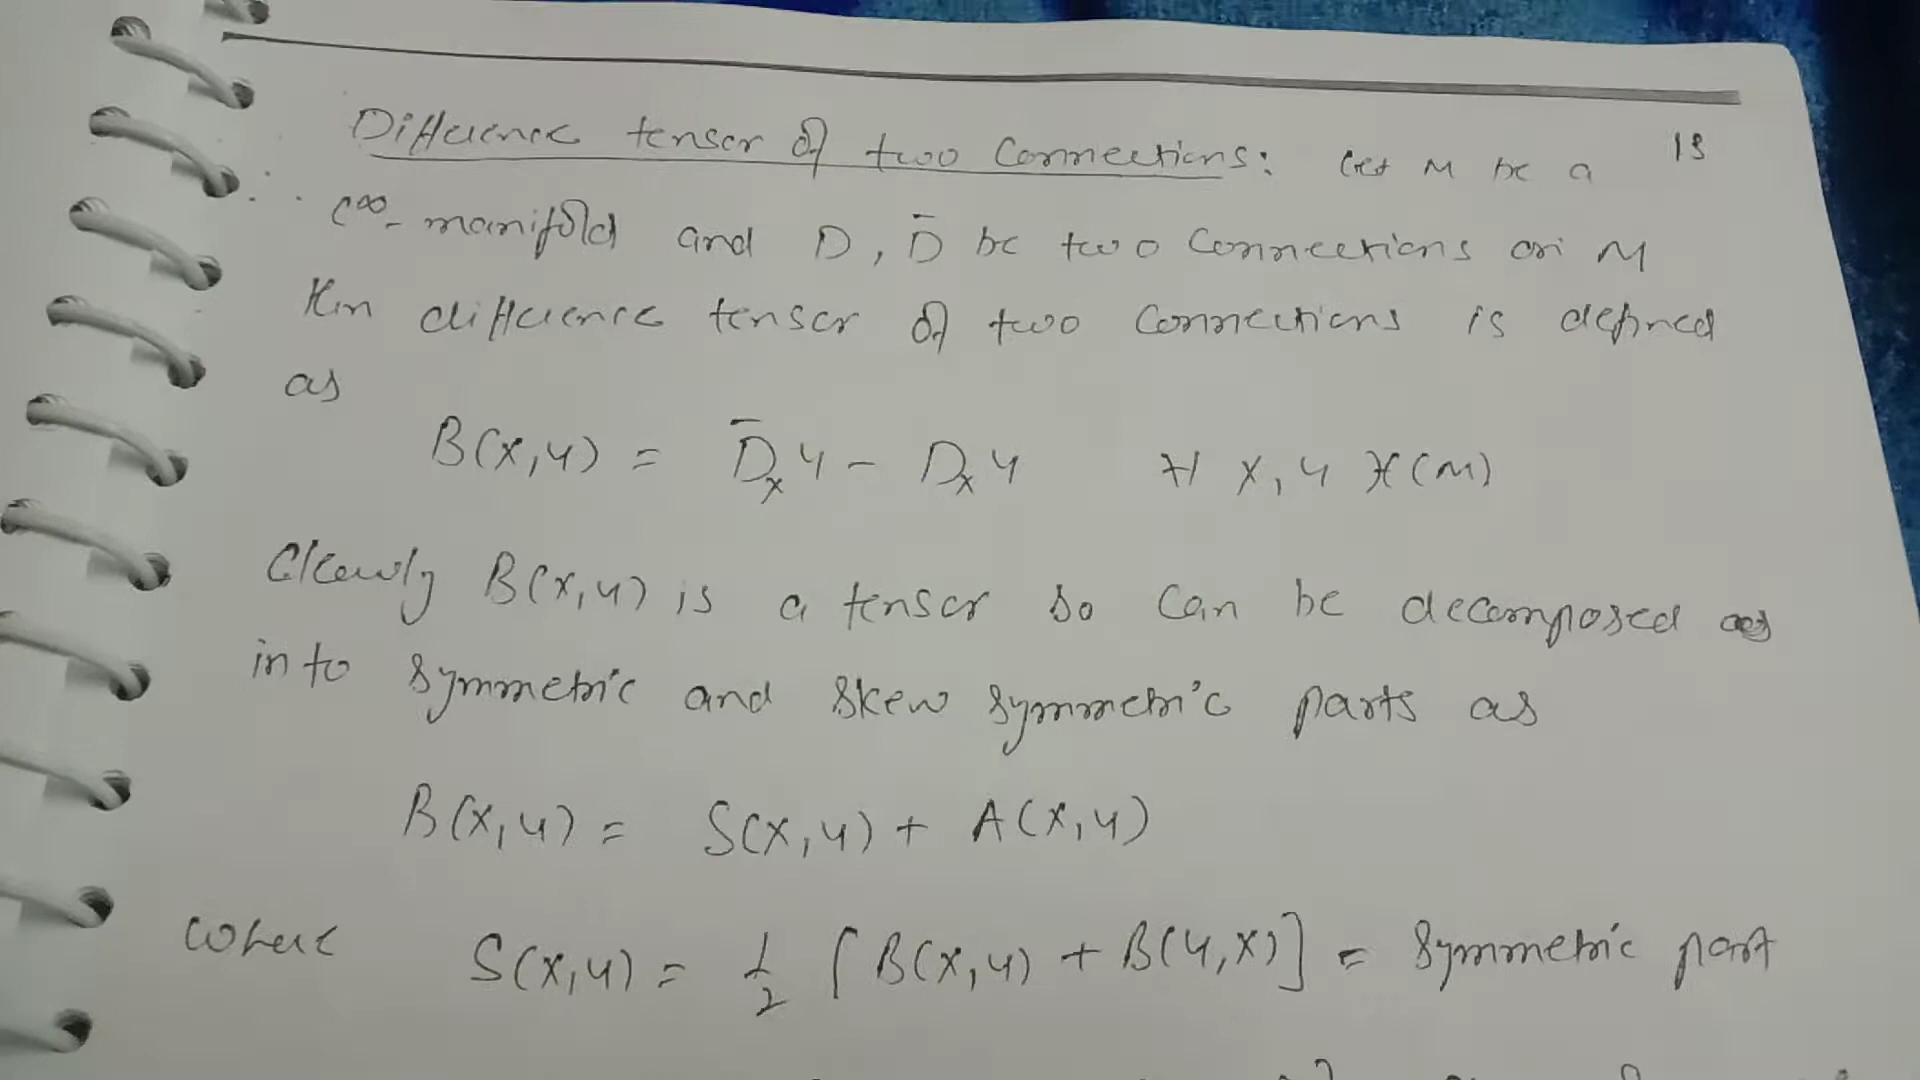 Difference tensor of two Connections: Let M be a 13
C∞- manifold and D, D̄ be two Connections on M
then difference tensor of two Connections is defined
as
B(X,Y) = D̄_X Y - D_X Y ∀ X,Y 𝔛(M)
Clearly B(X,Y) is a tensor so can be decomposed as
into symmetric and skew symmetric parts as
B(X,Y) = S(X,Y) + A(X,Y)
where S(X,Y) = 1/2 [B(X,Y) + B(Y,X)] = symmetric part